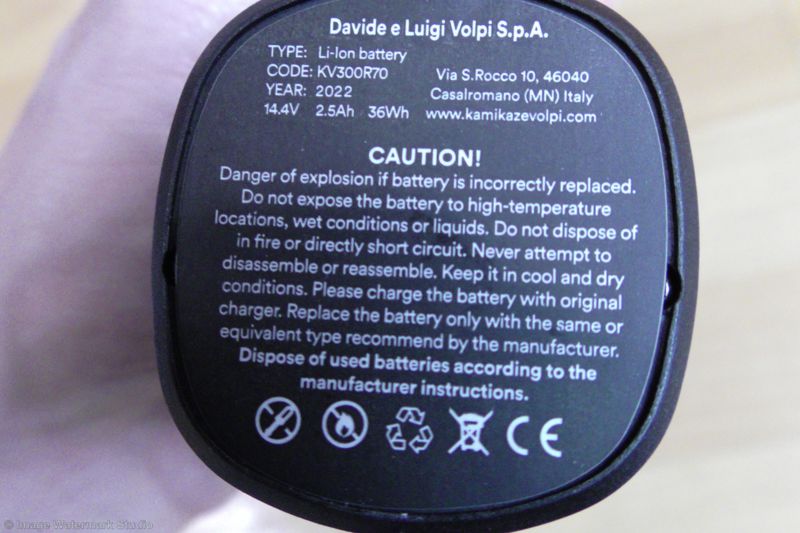 Davide e Luigi Volpi S.p.A.
TYPE: Li-Ion battery
CODE: KV300R70 Via S.Rocco 10, 46040
YEAR: 2022 Casalromano (MN) Italy
14.4V 2.5Ah 36Wh www.kamikazevolpi.com
CAUTION!
Danger of explosion if battery is incorrectly replaced.
Do not expose the battery to high-temperature
locations, wet conditions or liquids. Do not dispose of
in fire or directly short circuit. Never attempt to
disassemble or reassemble. Keep it in cool and dry
conditions. Please charge the battery with original
charger. Replace the battery only with the same or
equivalent type recommend by the manufacturer.
Dispose of used batteries according to the
manufacturer instructions.
CE
© Image Watermark Studio